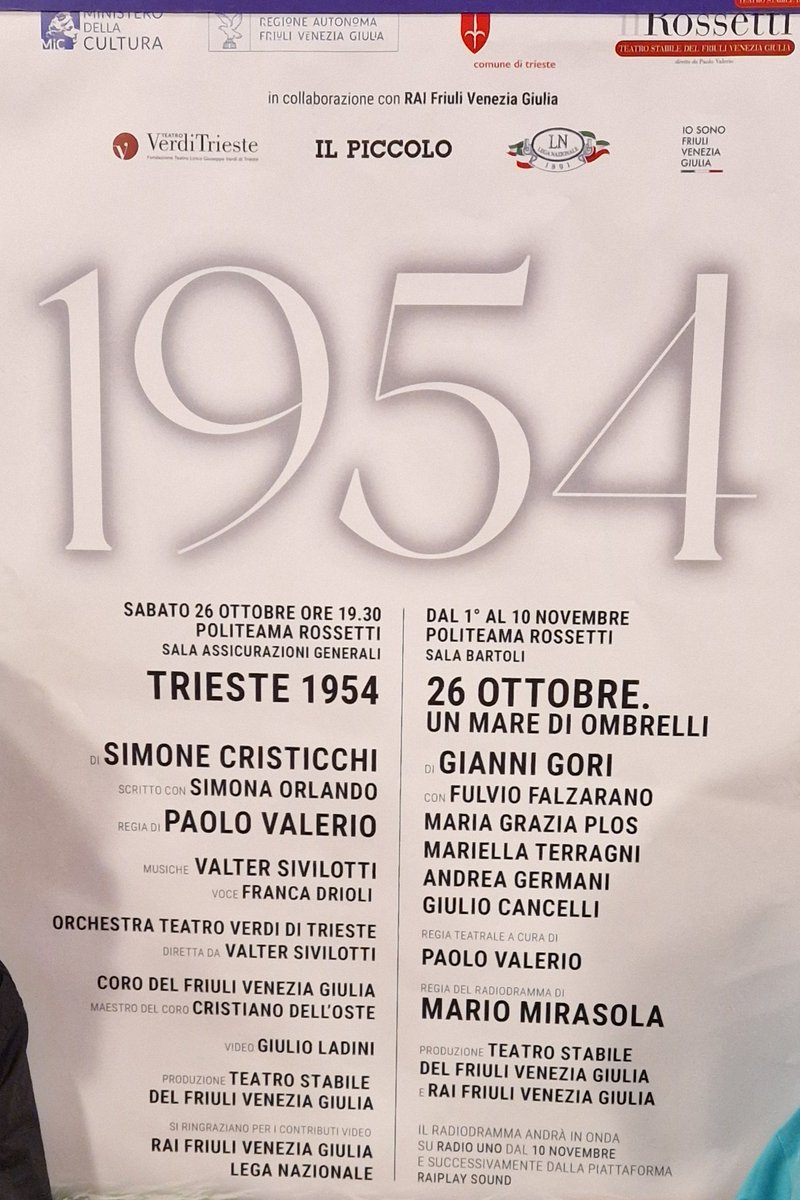 MINISTERO
DELLA
CULTURA
MIC
REGIONE AUTONOMA
FRIULI VENEZIA GIULIA
comune di trieste
il Rossetti
TEATRO STABILE DEL FRIULI VENEZIA GIULIA
diretto da Paolo Valerio
in collaborazione con RAI Friuli Venezia Giulia
TEATRO
VerdiTrieste
Fondazione Teatro Lirico Giuseppe Verdi di Trieste
IL PICCOLO
LN
LEGA NAZIONALE
1891
IO SONO
FRIULI
VENEZIA
GIULIA
1954
SABATO 26 OTTOBRE ORE 19.30
POLITEAMA ROSSETTI
SALA ASSICURAZIONI GENERALI
TRIESTE 1954
DI SIMONE CRISTICCHI
SCRITTO CON SIMONA ORLANDO
REGIA DI PAOLO VALERIO
MUSICHE VALTER SIVILOTTI
VOCE FRANCA DRIOLI
ORCHESTRA TEATRO VERDI DI TRIESTE
DIRETTA DA VALTER SIVILOTTI
CORO DEL FRIULI VENEZIA GIULIA
MAESTRO DEL CORO CRISTIANO DELL'OSTE
VIDEO GIULIO LADINI
PRODUZIONE TEATRO STABILE
DEL FRIULI VENEZIA GIULIA
SI RINGRAZIANO PER I CONTRIBUTI VIDEO
RAI FRIULI VENEZIA GIULIA
LEGA NAZIONALE
DAL 1° AL 10 NOVEMBRE
POLITEAMA ROSSETTI
SALA BARTOLI
26 OTTOBRE.
UN MARE DI OMBRELLI
DI GIANNI GORI
CON FULVIO FALZARANO
MARIA GRAZIA PLOS
MARIELLA TERRAGNI
ANDREA GERMANI
GIULIO CANCELLI
REGIA TEATRALE A CURA DI
PAOLO VALERIO
REGIA DEL RADIODRAMMA DI
MARIO MIRASOLA
PRODUZIONE TEATRO STABILE
DEL FRIULI VENEZIA GIULIA
E RAI FRIULI VENEZIA GIULIA
IL RADIODRAMMA ANDRÀ IN ONDA
SU RADIO UNO DAL 10 NOVEMBRE
E SUCCESSIVAMENTE DALLA PIATTAFORMA
RAIPLAY SOUND